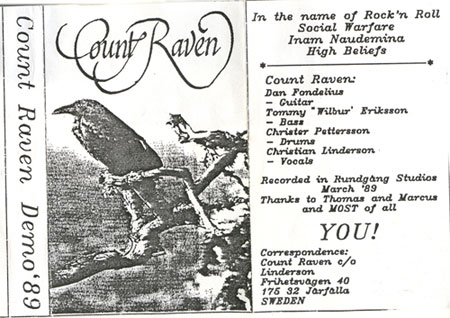 Count Raven Demo'89
Count Raven
In the name of Rock'n Roll
Social Warfare
Inam Naudemina
High Beliefs
Count Raven:
Dan Fondelius
- Guitar
Tommy "Wilbur" Eriksson
- Bass
Christer Pettersson
- Drums
Christian Linderson
- Vocals
Recorded in Rundgång Studios
March '89
Thanks to Thomas and Marcus
and MOST of all
YOU!
Correspondence:
Count Raven c/o
Linderson
Frihetsvägen 40
175 32 Järfälla
SWEDEN